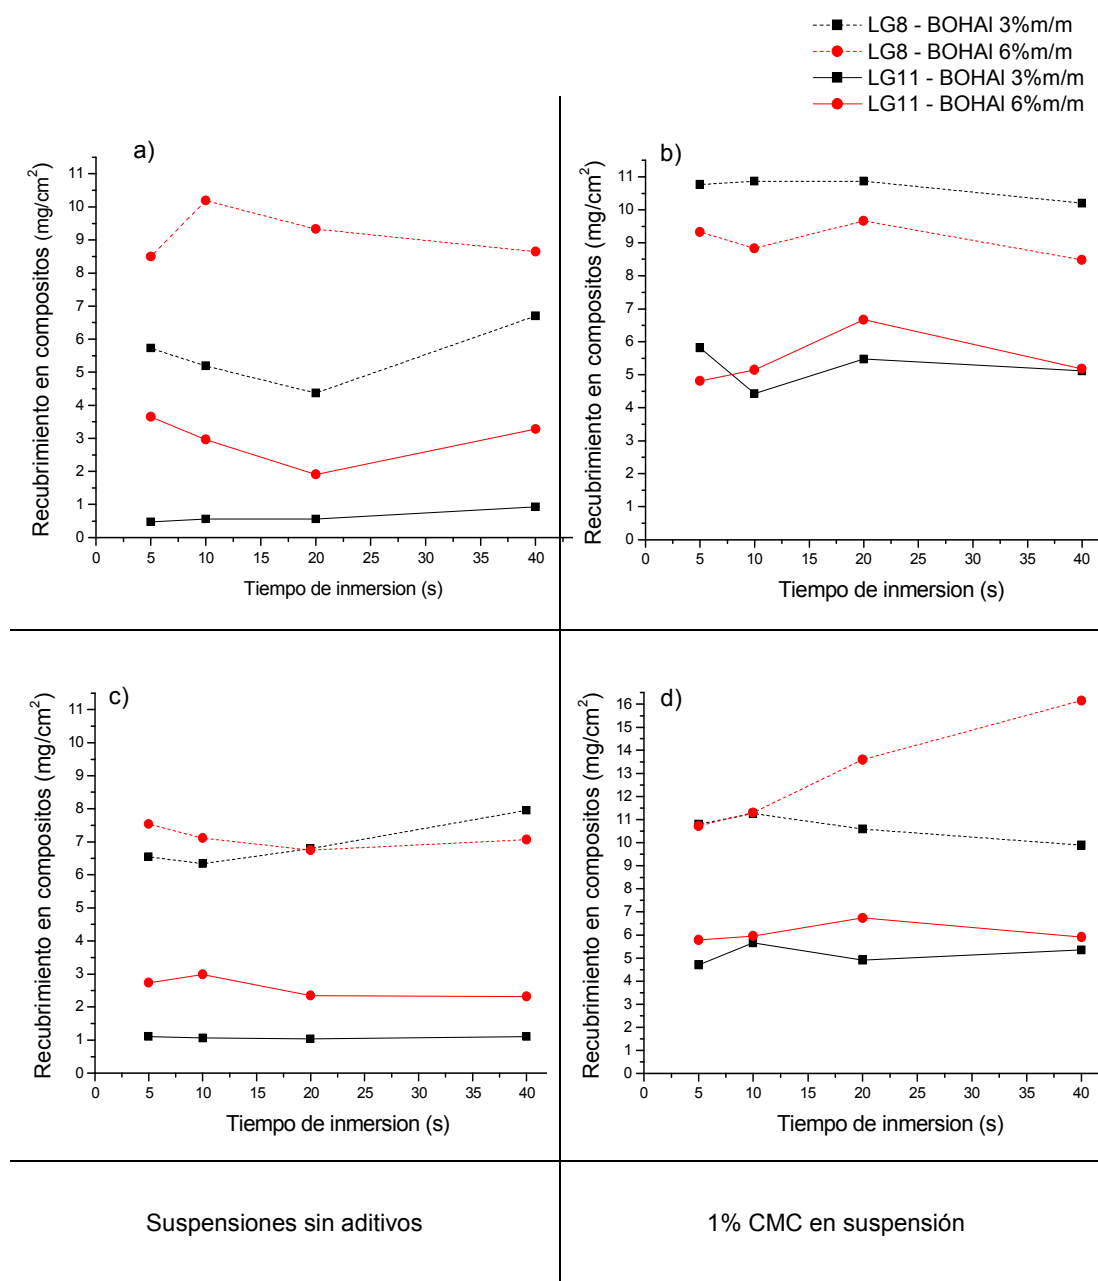 LG8 - BOHAl 3%m/m
LG8 - BOHAl 6%m/m
LG11 - BOHAl 3%m/m
LG11 - BOHAl 6%m/m
a)
11
10
9
8
7
6
5
4
3
2
1
0
Recubrimiento en compositos (mg/cm²)
0 5 10 15 20 25 30 35 40
Tiempo de inmersion (s)
b)
11
10
9
8
7
6
5
4
3
2
1
0
Recubrimiento en compositos (mg/cm²)
0 5 10 15 20 25 30 35 40
Tiempo de inmersion (s)
c)
11
10
9
8
7
6
5
4
3
2
1
0
Recubrimiento en compositos (mg/cm²)
0 5 10 15 20 25 30 35 40
Tiempo de inmersion (s)
d)
16
15
14
13
12
11
10
9
8
7
6
5
4
3
2
1
0
Recubrimiento en compositos (mg/cm²)
0 5 10 15 20 25 30 35 40
Tiempo de inmersion (s)
Suspensiones sin aditivos
1% CMC en suspensión